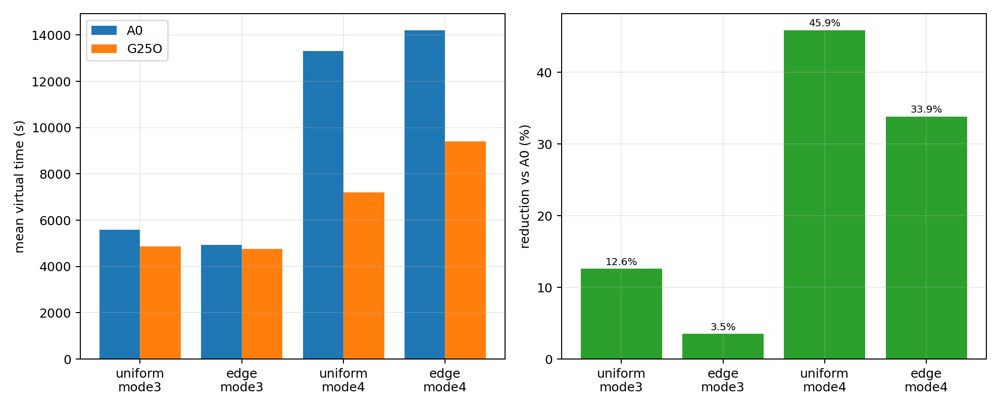 A0
G25O
mean virtual time (s)
14000
12000
10000
8000
6000
4000
2000
0
uniform
mode3
edge
mode3
uniform
mode4
edge
mode4
reduction vs A0 (%)
40
30
20
10
0
12.6%
3.5%
45.9%
33.9%
uniform
mode3
edge
mode3
uniform
mode4
edge
mode4